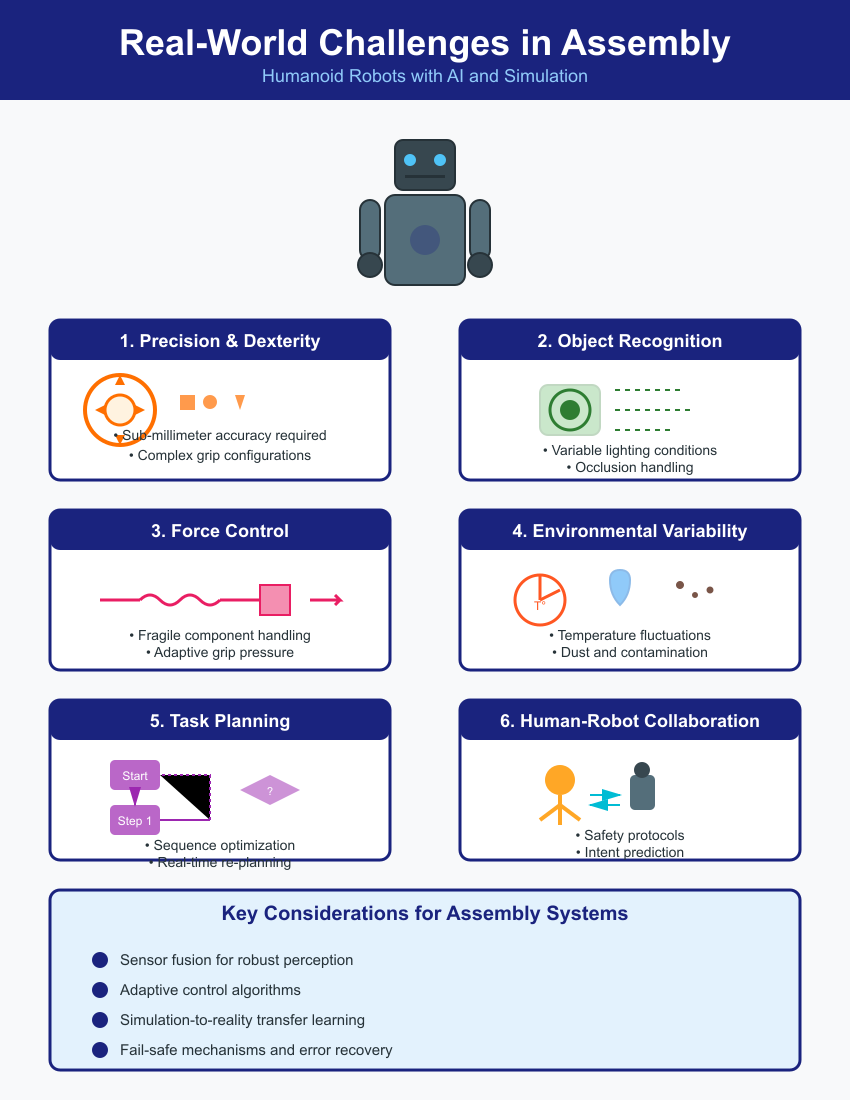 Real-World Challenges in Assembly
Humanoid Robots with AI and Simulation
1. Precision & Dexterity
• Sub-millimeter accuracy required
• Complex grip configurations
2. Object Recognition
• Variable lighting conditions
• Occlusion handling
3. Force Control
• Fragile component handling
• Adaptive grip pressure
4. Environmental Variability
T°
• Temperature fluctuations
• Dust and contamination
5. Task Planning
Start
?
Step 1
• Sequence optimization
• Real-time re-planning
6. Human-Robot Collaboration
• Safety protocols
• Intent prediction
Key Considerations for Assembly Systems
Sensor fusion for robust perception
Adaptive control algorithms
Simulation-to-reality transfer learning
Fail-safe mechanisms and error recovery